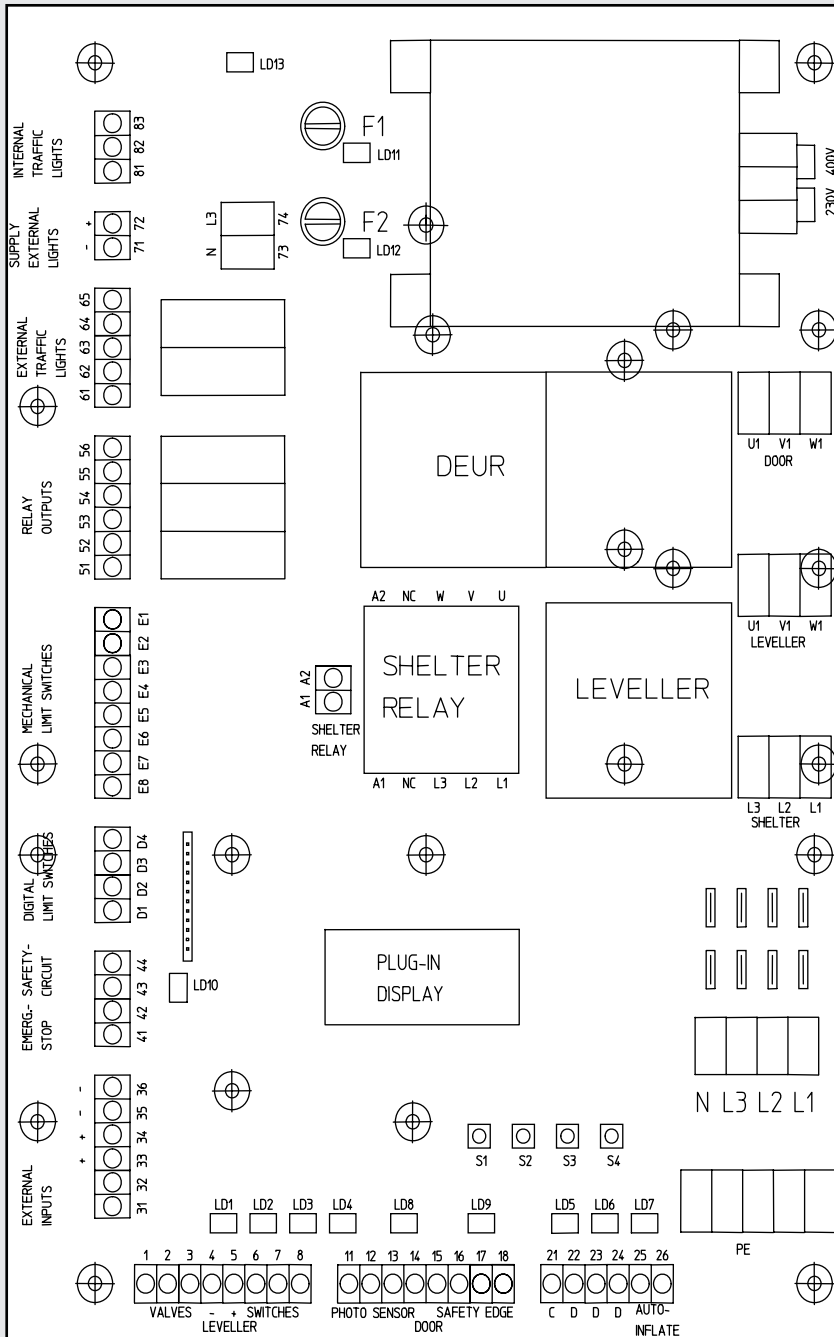 LD13
INTERNAL
TRAFFIC
LIGHTS
83
82
81
F1
LD11
400V
230V
SUPPLY
EXTERNAL
LIGHTS
+
-
72
71
L3
N
74
73
F2
LD12
EXTERNAL
TRAFFIC
LIGHTS
65
64
63
62
61
DEUR
U1 V1 W1
DOOR
RELAY
OUTPUTS
56
55
54
53
52
51
U1 V1 W1
LEVELLER
MECHANICAL
LIMIT SWITCHES
E1
E2
E3
E4
E5
E6
E7
E8
A2
A1
SHELTER
RELAY
A2 NC W V U
SHELTER
RELAY
A1 NC L3 L2 L1
LEVELLER
L3 L2 L1
SHELTER
DIGITAL
LIMIT SWITCHES
D4
D3
D2
D1
EMERG.- SAFETY-
STOP CIRCUIT
44
43
42
41
LD10
PLUG-IN
DISPLAY
N L3 L2 L1
EXTERNAL
INPUTS
-
-
+
+
36
35
34
33
32
31
S1 S2 S3 S4
PE
LD1 LD2 LD3 LD4 LD8 LD9 LD5 LD6 LD7
1 2 3 4 5 6 7 8 11 12 13 14 15 16 17 18 21 22 23 24 25 26
VALVES - + SWITCHES PHOTO SENSOR SAFETY EDGE C D D D AUTO-
LEVELLER DOOR INFLATE